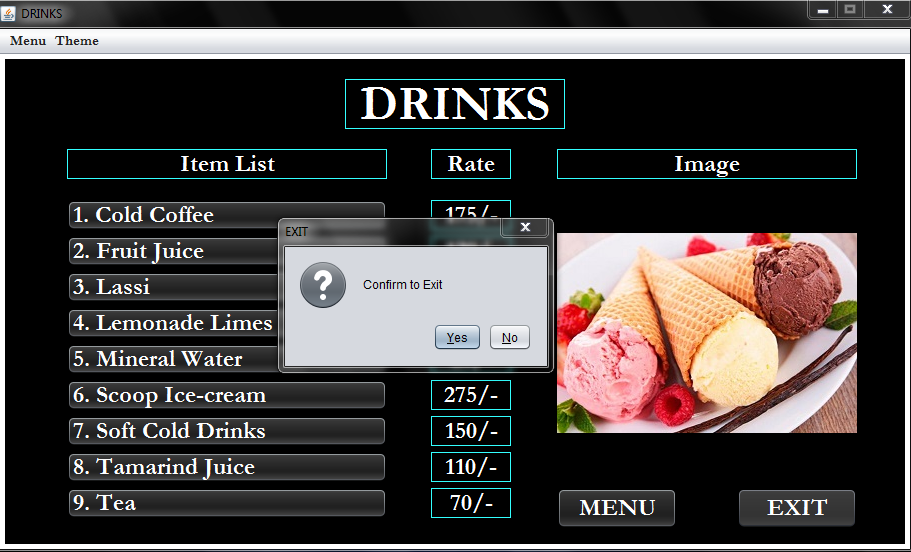 DRINKS
Menu Theme
DRINKS
Item List Rate Image
1. Cold Coffee 175/-
2. Fruit Juice
EXIT
3. Lassi
Confirm to Exit
4. Lemonade Limes
Yes No
5. Mineral Water
6. Scoop Ice-cream 275/-
7. Soft Cold Drinks 150/-
8. Tamarind Juice 110/-
9. Tea 70/-
MENU EXIT